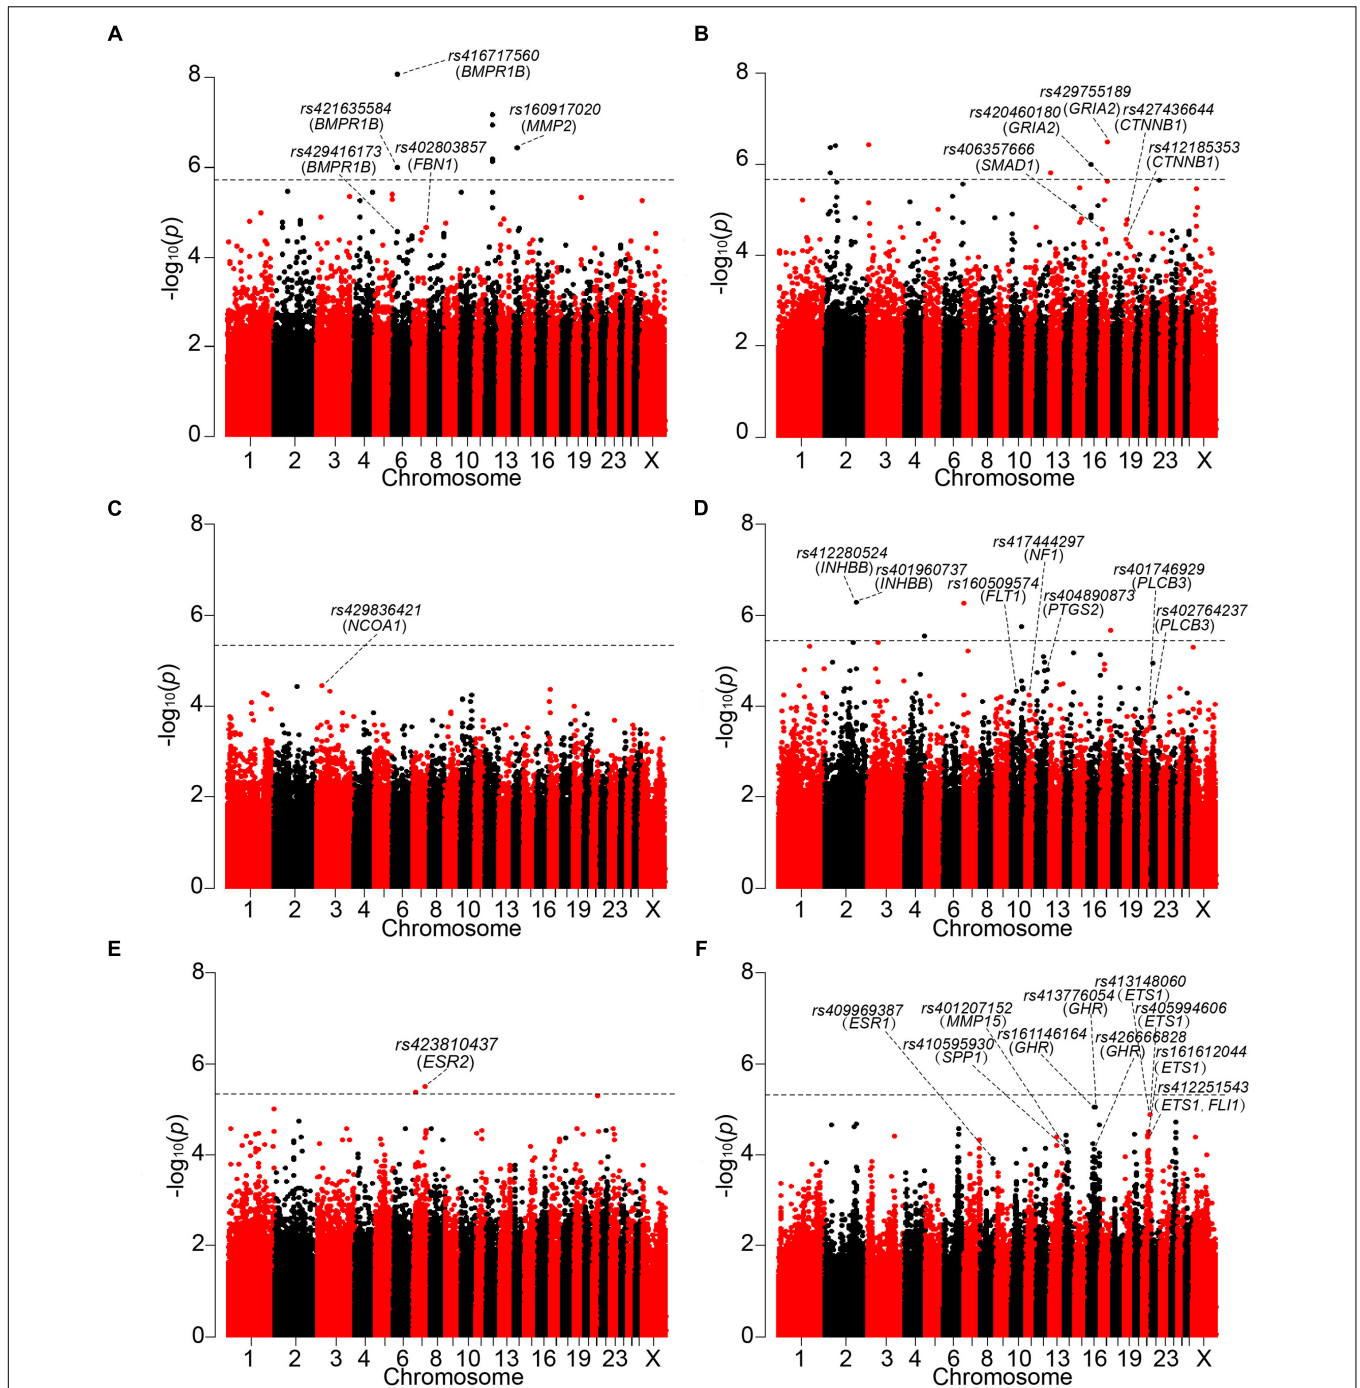 A
rs416717560
(BMPR1B)
rs421635584
(BMPR1B)
rs160917020
(MMP2)
rs429416173
(BMPR1B)
rs402803857
(FBN1)
8
6
4
2
0
-log10(p)
1 2 3 4 6 8 10 13 16 19 23 X
Chromosome
B
rs429755189
(GRIA2)
rs420460180
(GRIA2)
rs427436644
(CTNNB1)
rs406357666
(SMAD1)
rs412185353
(CTNNB1)
8
6
4
2
0
-log10(p)
1 2 3 4 6 8 10 13 16 19 23 X
Chromosome
C
rs429836421
(NCOA1)
8
6
4
2
0
-log10(p)
1 2 3 4 6 8 10 13 16 19 23 X
Chromosome
D
rs412280524
(INHBB)
rs401960737
(INHBB)
rs417444297
(NF1)
rs160509574
(FLT1)
rs404890873
(PTGS2)
rs401746929
(PLCB3)
rs402764237
(PLCB3)
8
6
4
2
0
-log10(p)
1 2 3 4 6 8 10 13 16 19 23 X
Chromosome
E
rs423810437
(ESR2)
8
6
4
2
0
-log10(p)
1 2 3 4 6 8 10 13 16 19 23 X
Chromosome
F
rs409969387
(ESR1)
rs401207152
(MMP15)
rs410595930
(SPP1)
rs413776054
(GHR)
rs161146164
(GHR)
rs413148060
(ETS1)
rs405994606
(ETS1)
rs426666828
(GHR)
rs161612044
(ETS1)
rs412251543
(ETS1, FLI1)
8
6
4
2
0
-log10(p)
1 2 3 4 6 8 10 13 16 19 23 X
Chromosome